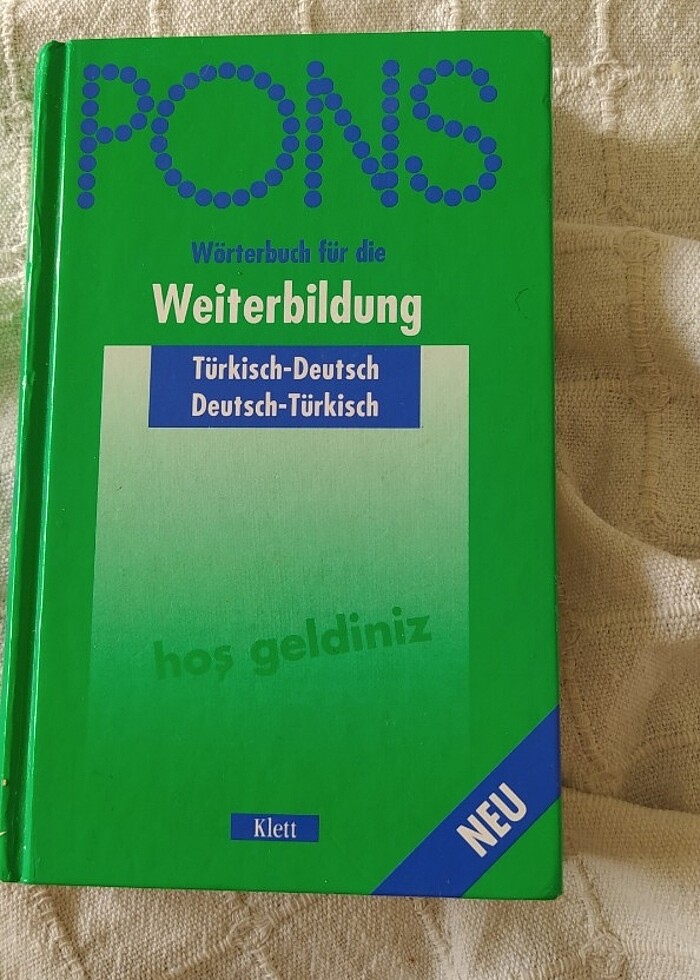 PONS
Wörterbuch für die
Weiterbildung
Türkisch-Deutsch
Deutsch-Türkisch
hoş geldiniz
NEU
Klett